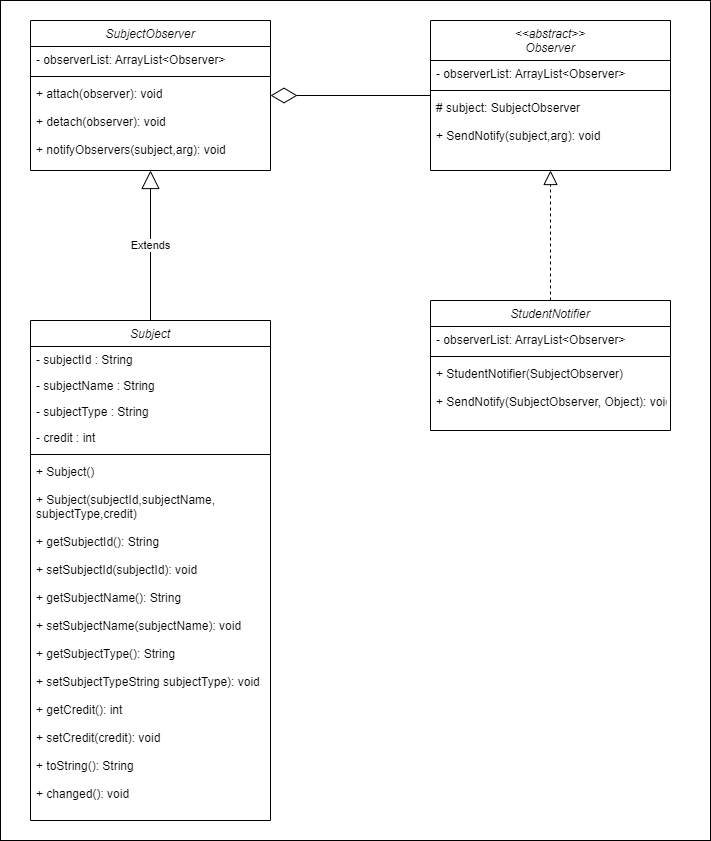 SubjectObserver
- observerList: ArrayList<Observer>
+ attach(observer): void
+ detach(observer): void
+ notifyObservers(subject,arg): void
<<abstract>>
Observer
- observerList: ArrayList<Observer>
# subject: SubjectObserver
+ SendNotify(subject,arg): void
Extends
StudentNotifier
- observerList: ArrayList<Observer>
+ StudentNotifier(SubjectObserver)
+ SendNotify(SubjectObserver, Object): voi
Subject
- subjectId : String
- subjectName : String
- subjectType : String
- credit : int
+ Subject()
+ Subject(subjectId,subjectName,
subjectType,credit)
+ getSubjectId(): String
+ setSubjectId(subjectId): void
+ getSubjectName(): String
+ setSubjectName(subjectName): void
+ getSubjectType(): String
+ setSubjectTypeString subjectType): void
+ getCredit(): int
+ setCredit(credit): void
+ toString(): String
+ changed(): void